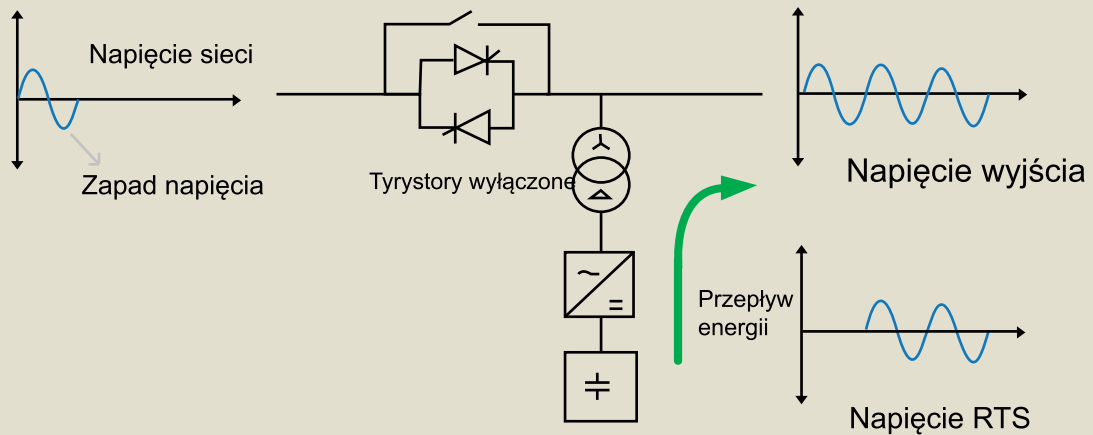 Napięcie sieci
Zapad napięcia
Tyrystory wyłączone
Napięcie wyjścia
Przepływ
energii
Napięcie RTS